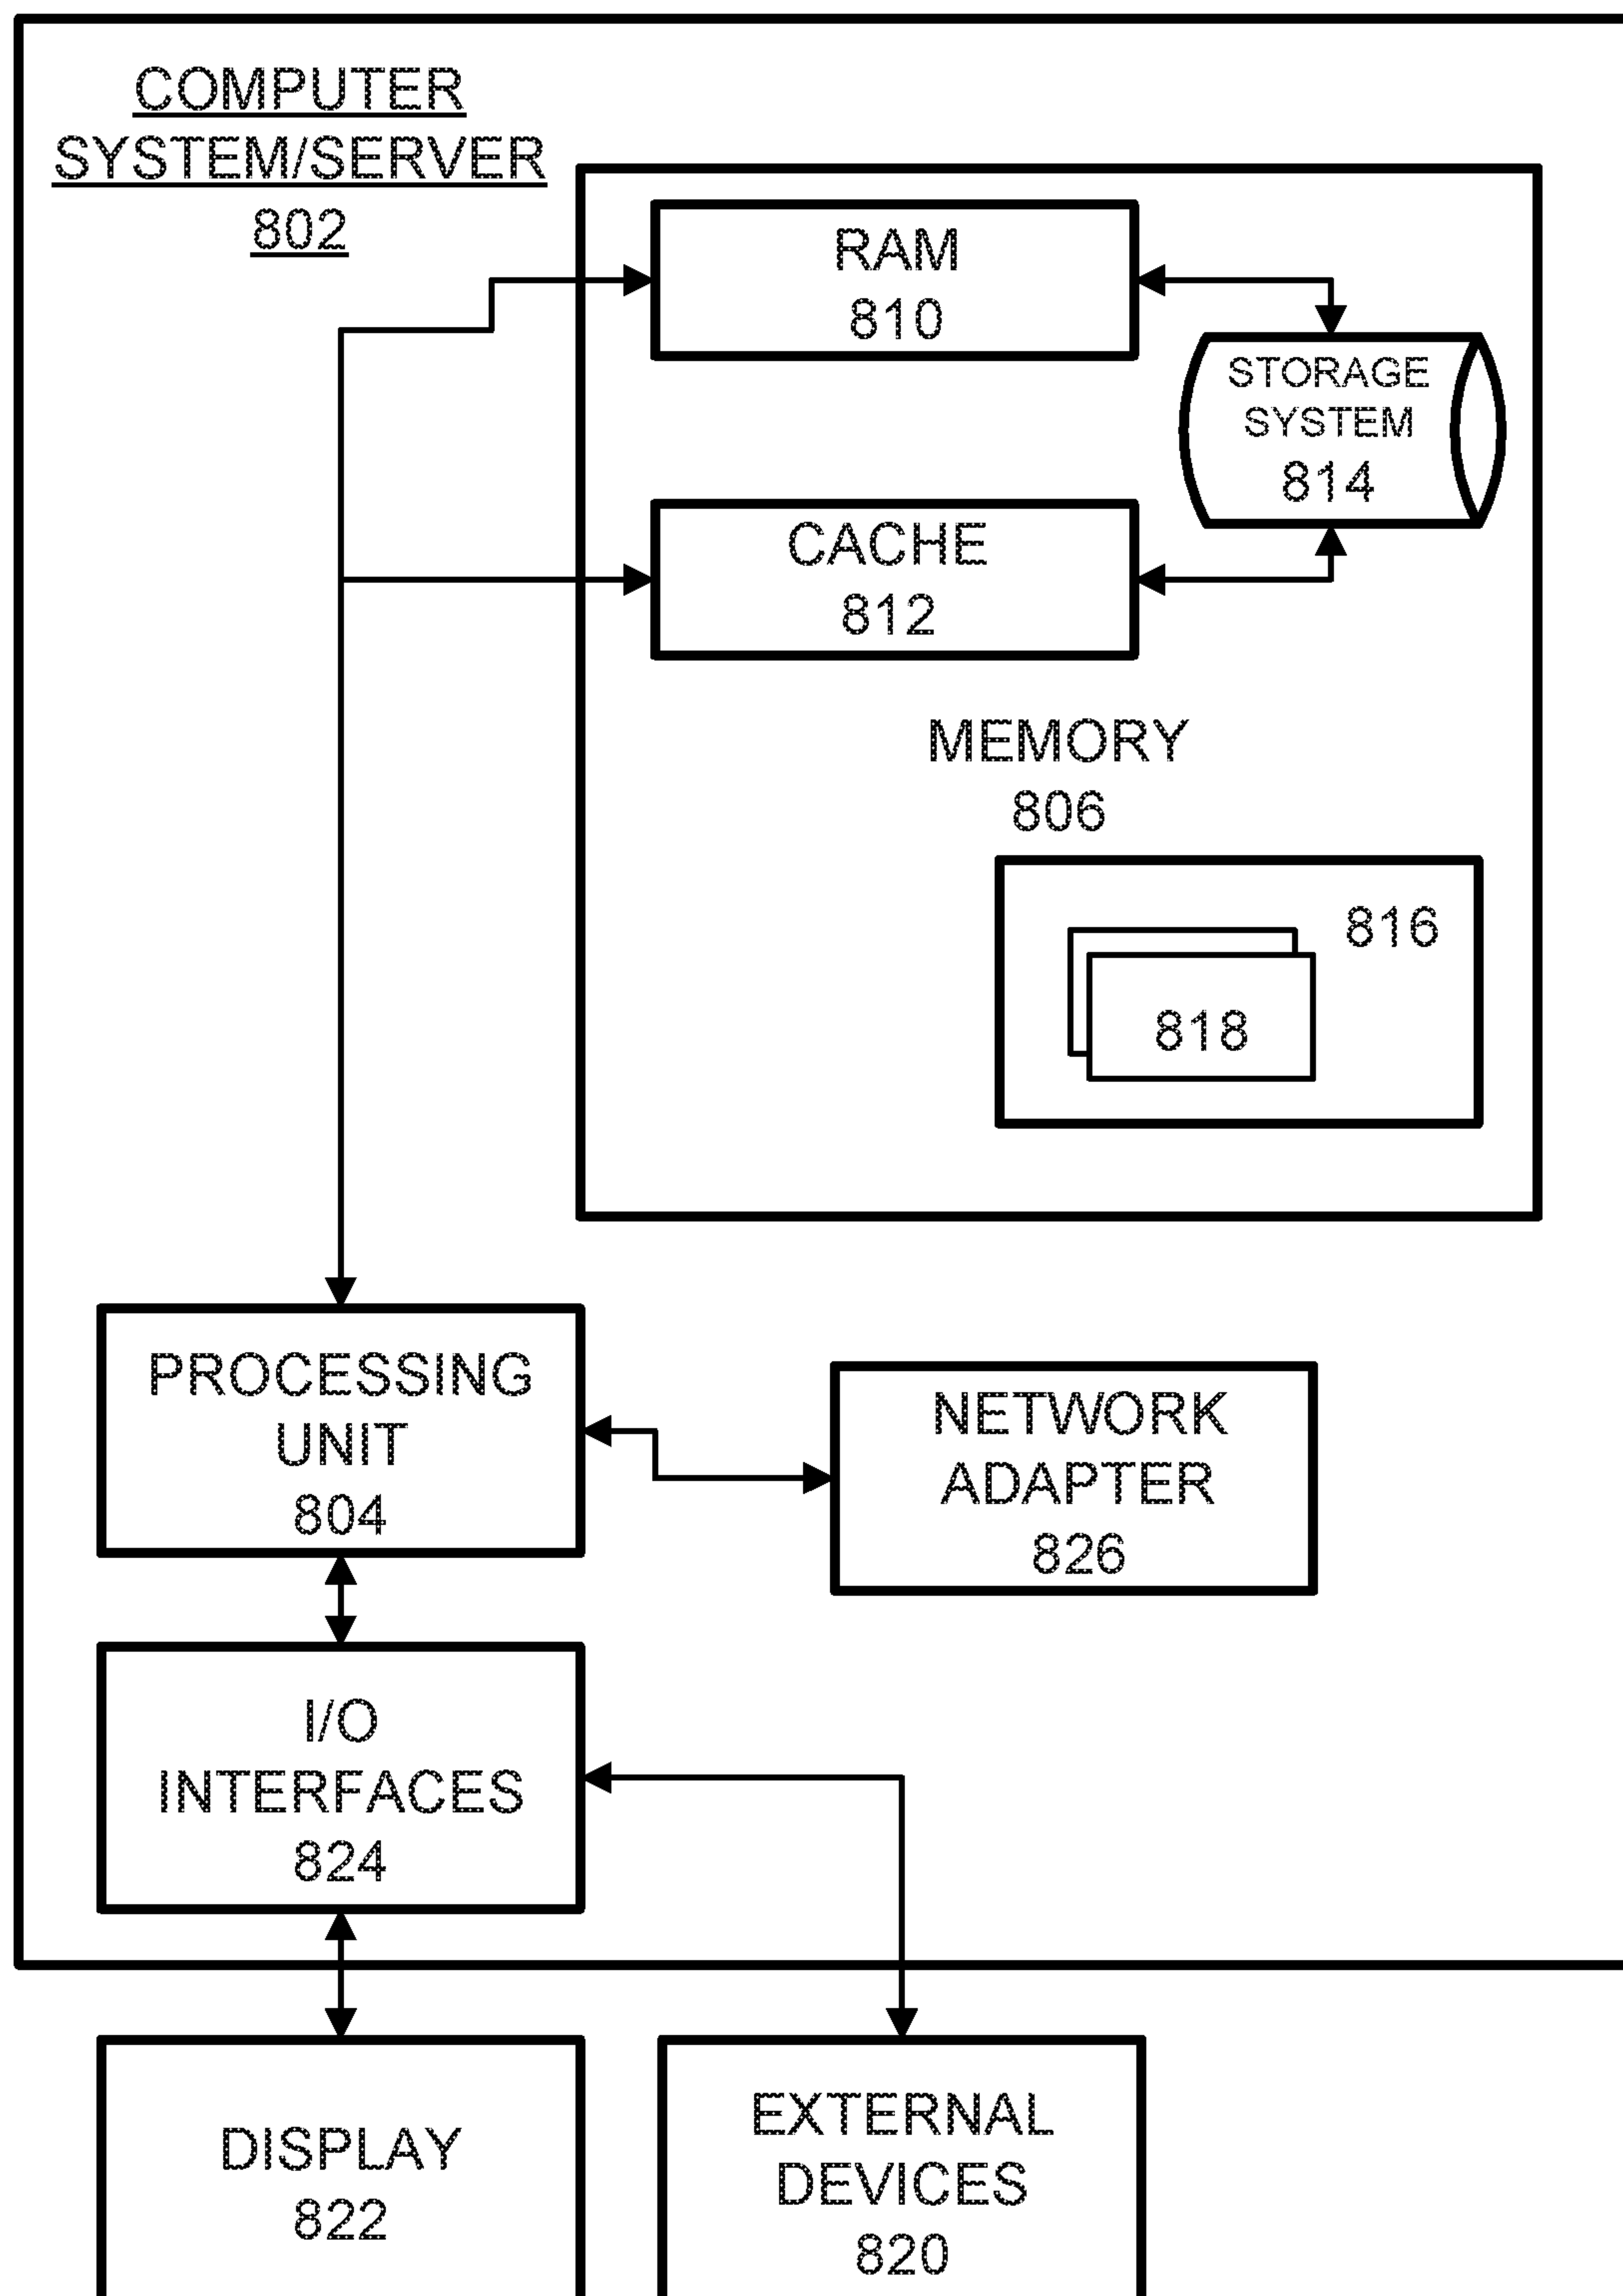 COMPUTER
SYSTEM/SERVER
802
RAM
810
STORAGE
SYSTEM
814
CACHE
812
MEMORY
806
816
818
PROCESSING
UNIT
804
NETWORK
ADAPTER
826
I/O
INTERFACES
824
DISPLAY
822
EXTERNAL
DEVICES
820